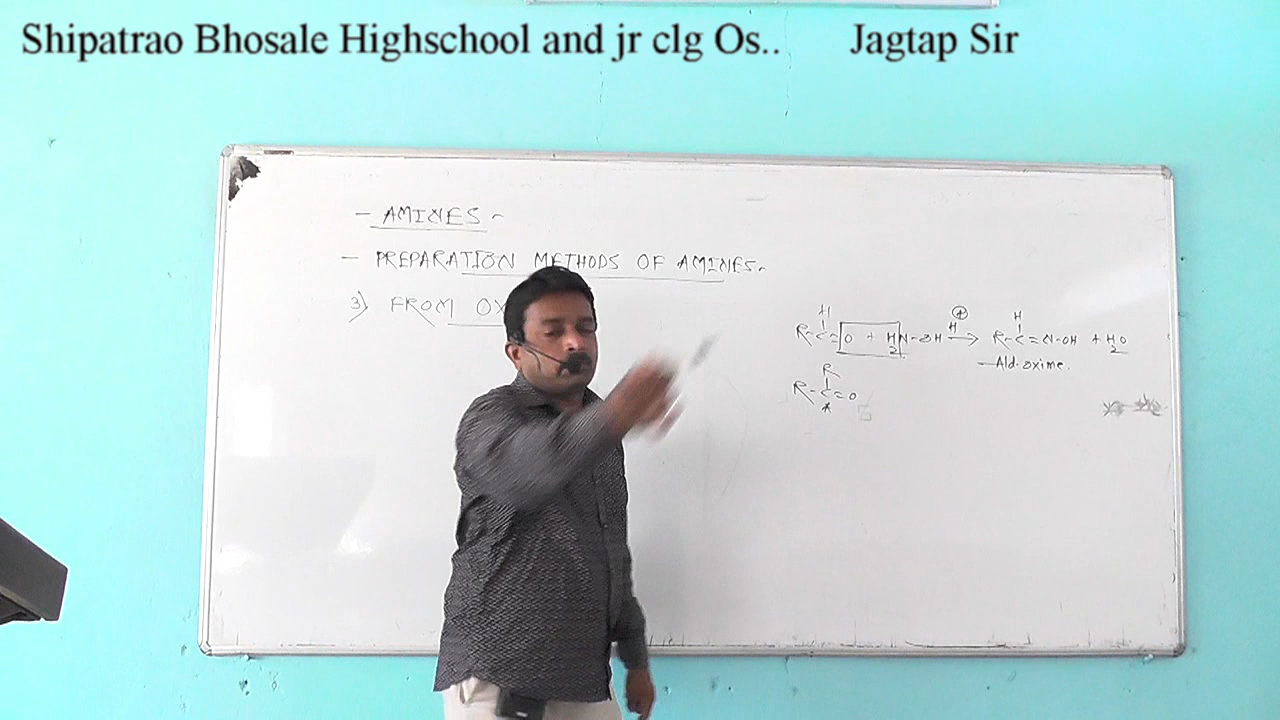 Shipatrao Bhosale Highschool and jr clg Os.. Jagtap Sir
- AMINES -
- PREPARATION METHODS OF AMINES -
3) FROM OX
H
R-C=O + H2N-OH H⊕ → R-C=N-OH + H2O
H
Ald-oxime.
R
R-C=O